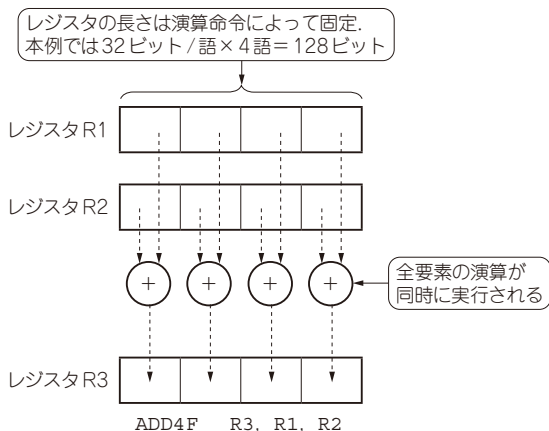 レジスタの長さは演算命令によって固定.
本例では32ビット/語×4語＝128ビット
レジスタR1
レジスタR2
+ + + +
全要素の演算が
同時に実行される
レジスタR3
ADD4F R3, R1, R2